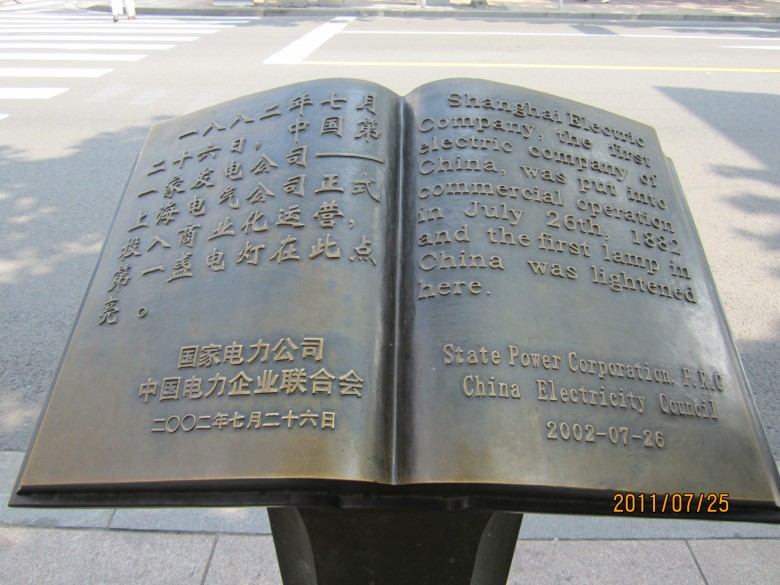 一八八二年七月
二十六日，中国第
一家发电公司——
上海电气公司正式
投入商业化运营，
第一盏电灯在此点
亮。
国家电力公司
中国电力企业联合会
二〇〇二年七月二十六日
Shanghai Electric
Company, the first
electric company of
China, was put into
commercial operation
in July 26th, 1882
and the first lamp in
China was lightened
here.
State Power Corporation, P.R.C
China Electricity Council
2002-07-26
2011/07/25